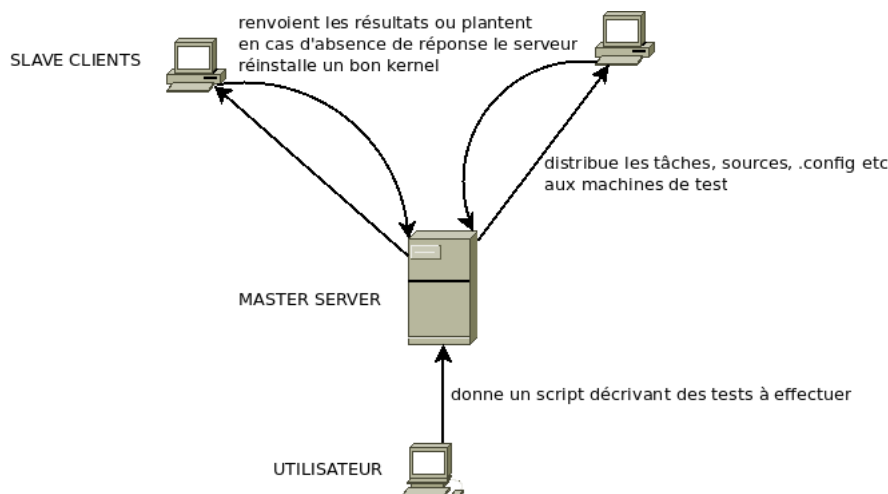 renvoient les résultats ou plantent
en cas d'absence de réponse le serveur
réinstalle un bon kernel
SLAVE CLIENTS
distribue les tâches, sources, .config etc
aux machines de test
MASTER SERVER
donne un script décrivant des tests à effectuer
UTILISATEUR